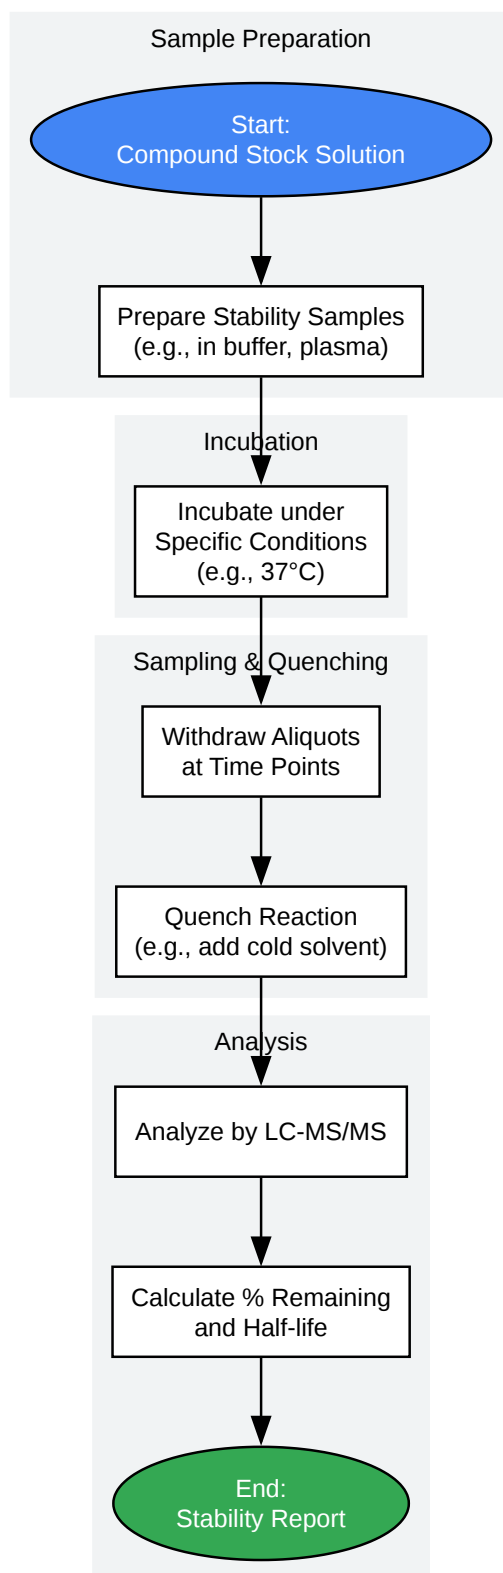 Sample Preparation
Start:
Compound Stock Solution
Prepare Stability Samples
(e.g., in buffer, plasma)
Incubation
Incubate under
Specific Conditions
(e.g., 37°C)
Sampling & Quenching
Withdraw Aliquots
at Time Points
Quench Reaction
(e.g., add cold solvent)
Analysis
Analyze by LC-MS/MS
Calculate % Remaining
and Half-life
End:
Stability Report